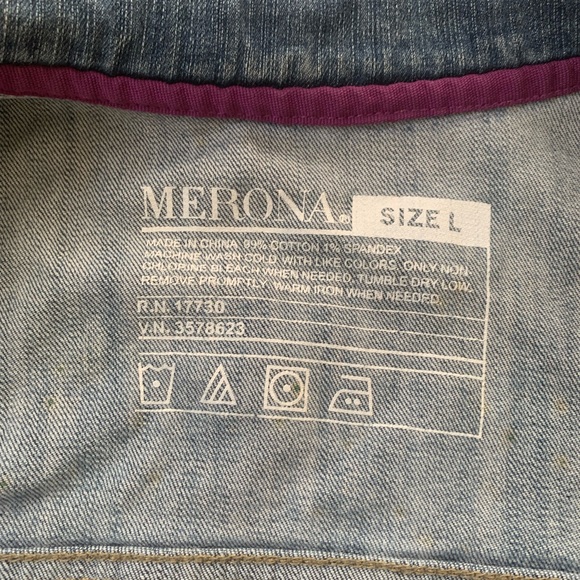 MERONA®
SIZE L
MADE IN CHINA 99% COTTON 1% SPANDEX
MACHINE WASH COLD WITH LIKE COLORS. ONLY NON-
CHLORINE BLEACH WHEN NEEDED. TUMBLE DRY LOW.
REMOVE PROMPTLY. WARM IRON WHEN NEEDED.
R.N. 17730
V.N. 3578623